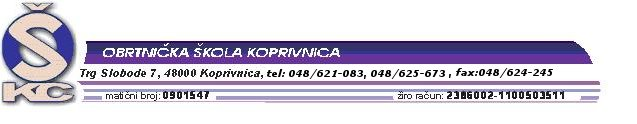 Š
KC
OBRTNIČKA ŠKOLA KOPRIVNICA
Trg Slobode 7, 48000 Koprivnica, tel: 048/621-083, 048/625-673 , fax:048/624-245
matični broj: 0901547 žiro račun: 2386002-1100503511